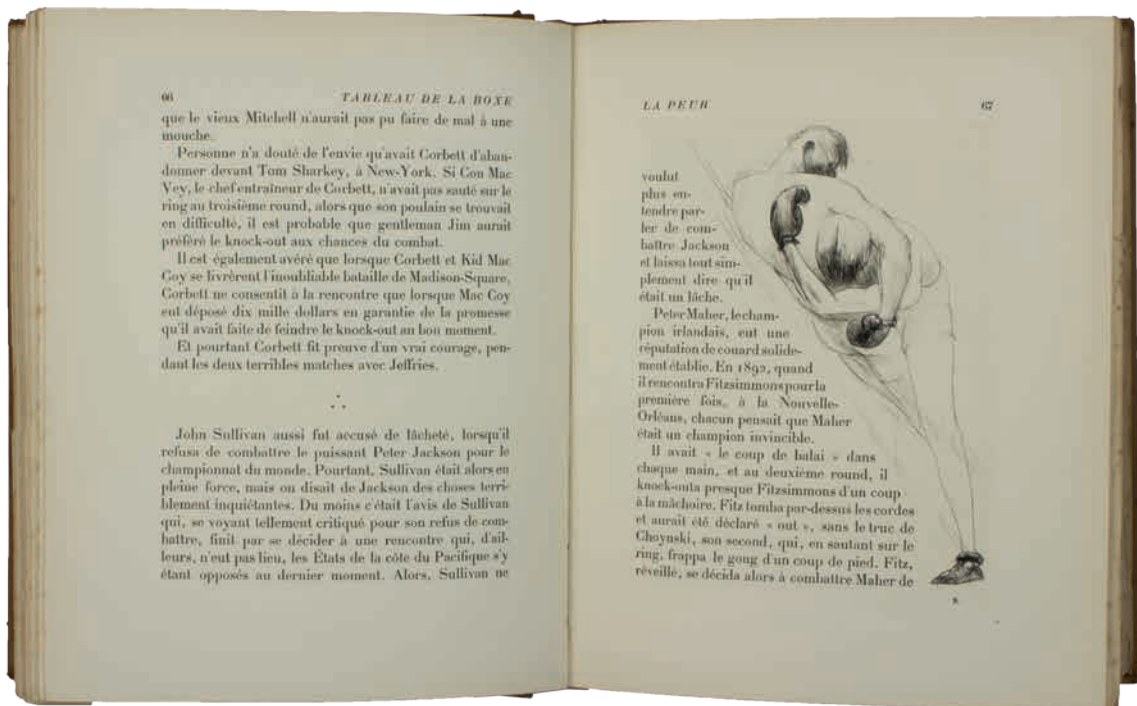 66 TABLEAU DE LA BOXE
que le vieux Mitchell n'aurait pas pu faire de mal à une
mouche.
Personne n'a douté de l'envie qu'avait Corbett d'aban-
donner devant Tom Sharkey, à New-York. Si Con Mac
Vey, le chef entraîneur de Corbett, n'avait pas sauté sur le
ring au troisième round, alors que son poulain se trouvait
en difficulté, il est probable que gentleman Jim aurait
préféré le knock-out aux chances du combat.
Il est également avéré que lorsque Corbett et Kid Mac
Coy se livrèrent l'inoubliable bataille de Madison-Square,
Corbett ne consentit à la rencontre que lorsque Mac Coy
eut déposé dix mille dollars en garantie de la promesse
qu'il avait faite de feindre le knock-out au bon moment.
Et pourtant Corbett fit preuve d'un vrai courage, pen-
dant les deux terribles matches avec Jeffries.
John Sullivan aussi fut accusé de lâcheté, lorsqu'il
refusa de combattre le puissant Peter Jackson pour le
championnat du monde. Pourtant, Sullivan était alors en
pleine force, mais on disait de Jackson des choses terri-
blement inquiétantes. Du moins c'était l'avis de Sullivan
qui, se voyant tellement critiqué pour son refus de com-
battre, finit par se décider à une rencontre qui, d'ail-
leurs, n'eut pas lieu, les États de la côte du Pacifique s'y
étant opposés au dernier moment. Alors, Sullivan ne
LA PEUR 67
voulut
plus en-
tendre par-
ler de com-
battre Jackson
et laissa tout sim-
plement dire qu'il
était un lâche.
Peter Maher, le cham-
pion irlandais, eut une
réputation de couard solide-
ment établie. En 1892, quand
il rencontra Fitzsimmons pour la
première fois, à la Nouvelle-
Orléans, chacun pensait que Maher
était un champion invincible.
Il avait « le coup de balai » dans
chaque main, et au deuxième round, il
knock-outa presque Fitzsimmons d'un coup
à la mâchoire. Fitz tomba par-dessus les cordes
et aurait été déclaré « out », sans le truc de
Choynski, son second, qui, en sautant sur le
ring, frappa le gong d'un coup de pied. Fitz,
réveillé, se décida alors à combattre Maher de